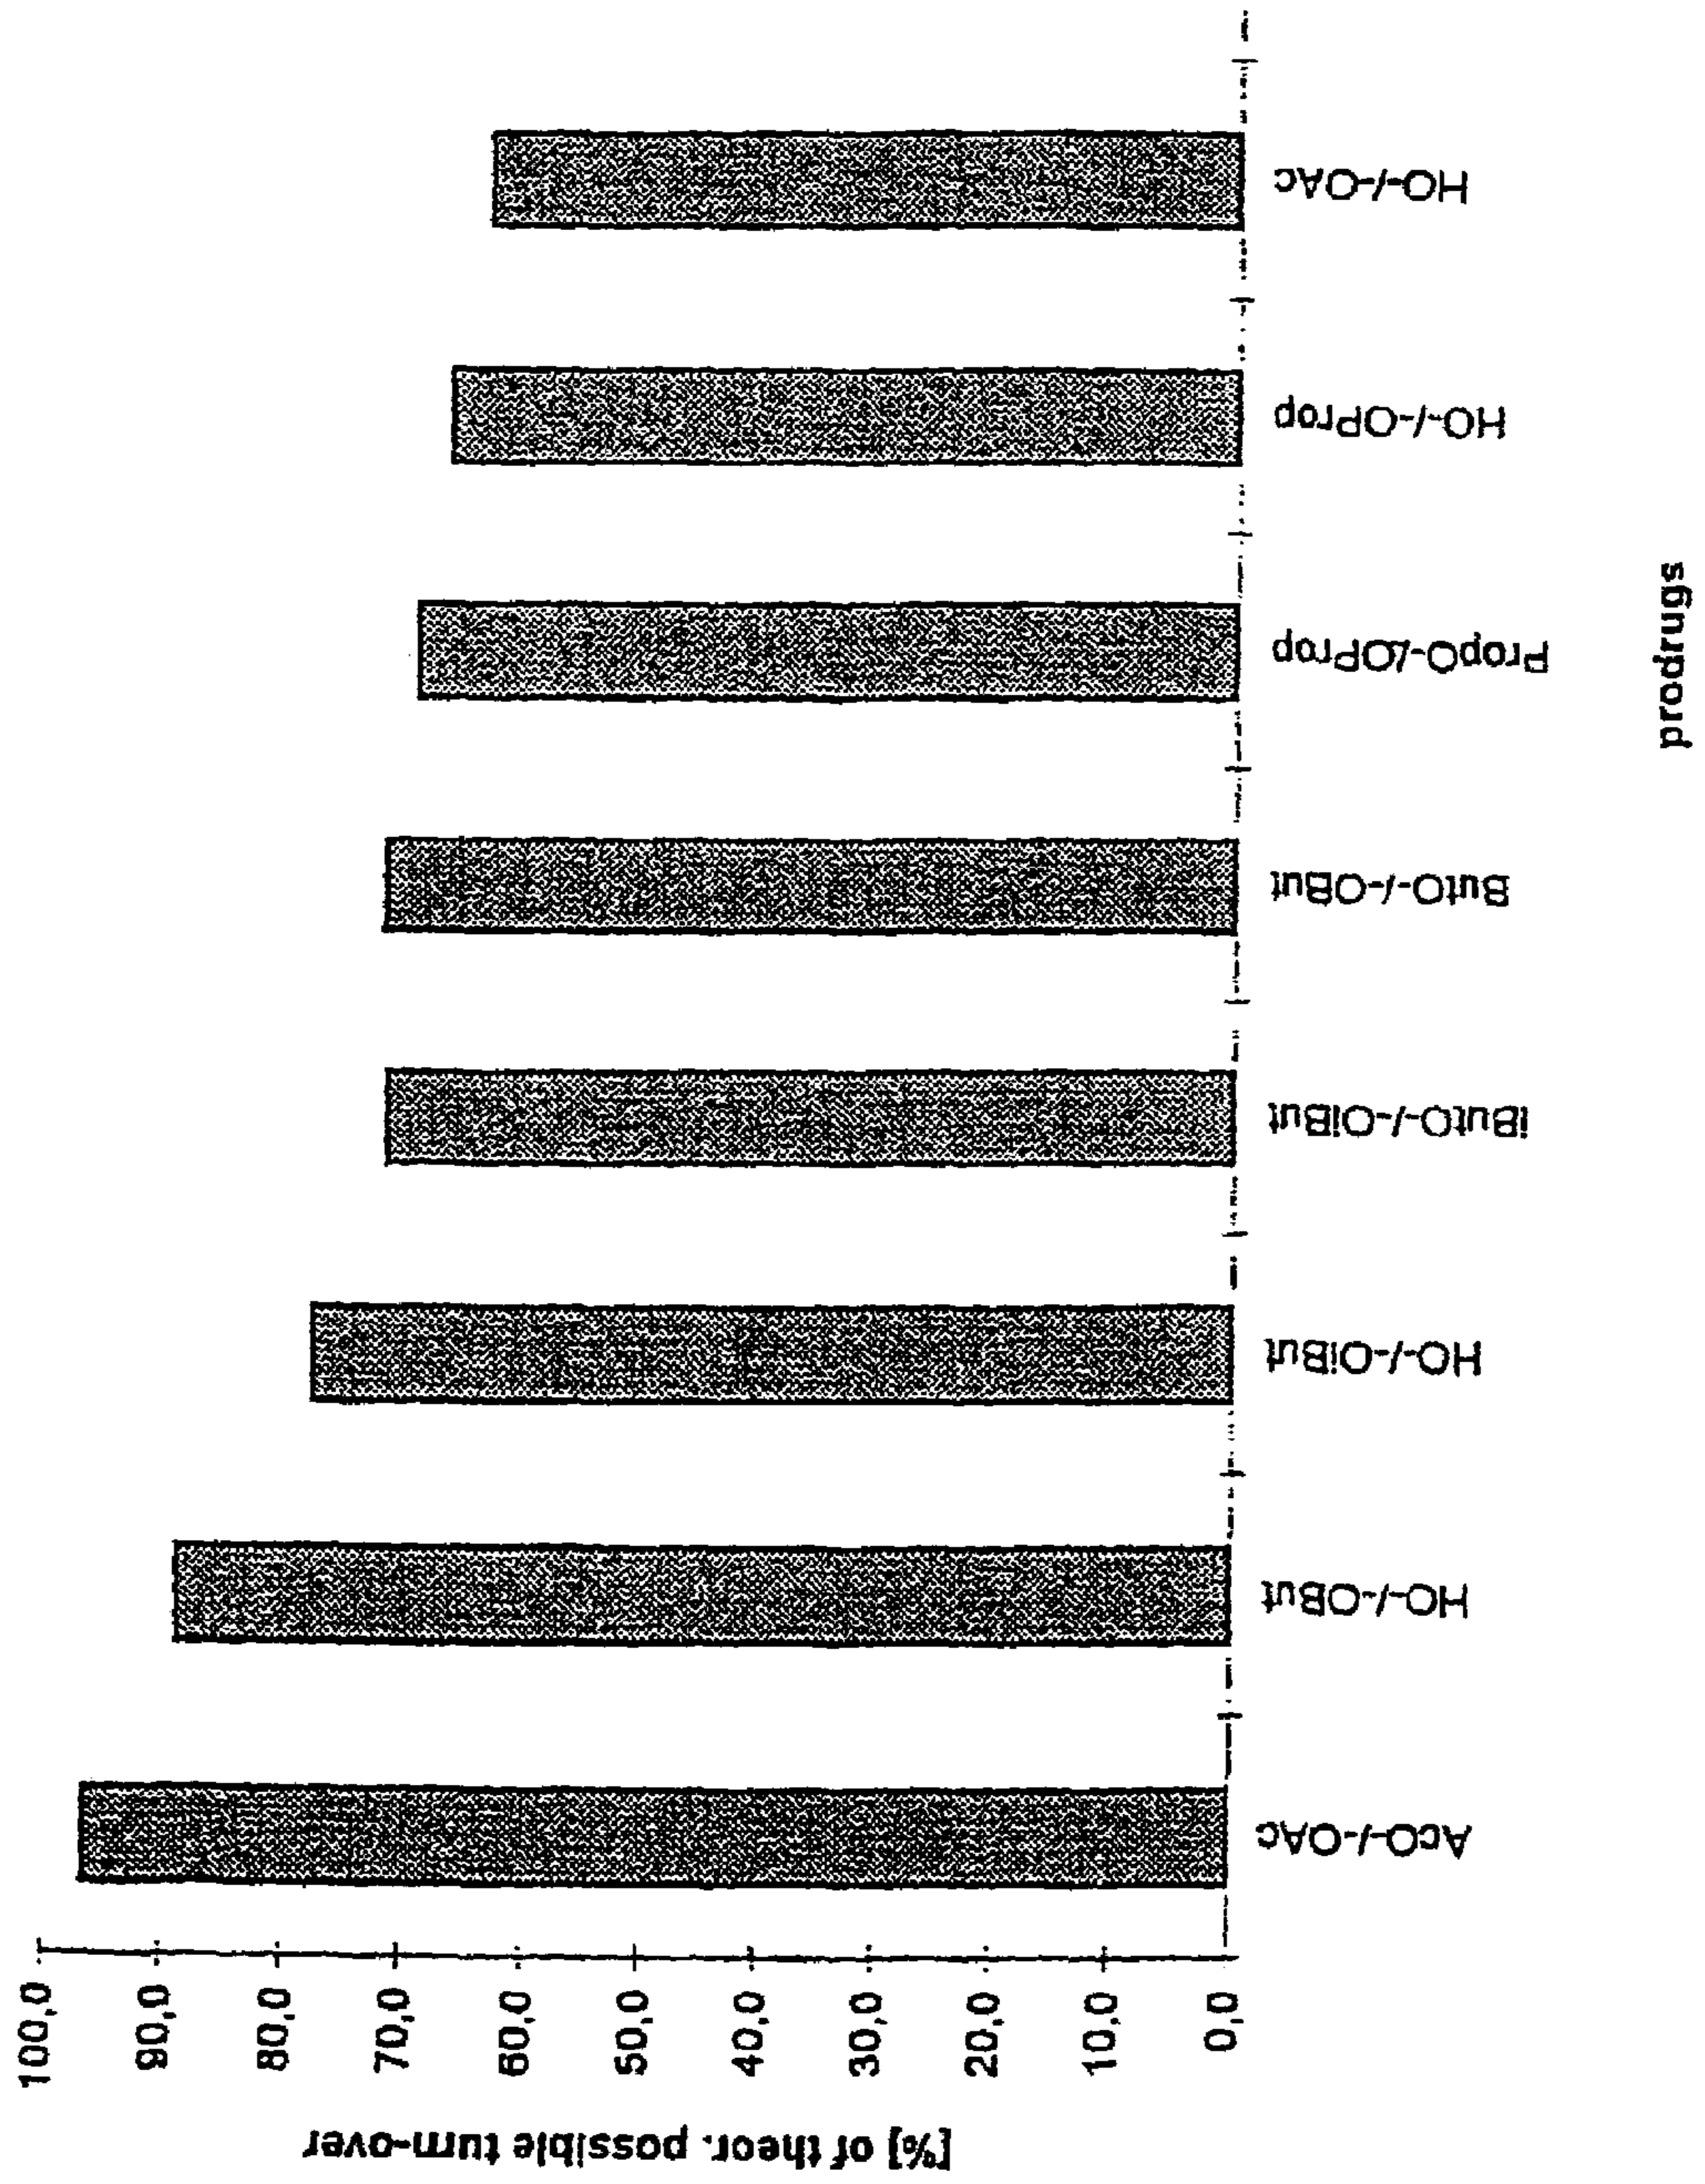 [%] of theor. possible turn-over
100,0
90,0
80,0
70,0
60,0
50,0
40,0
30,0
20,0
10,0
0,0
AcO-/-OAc
HO-/-OBut
HO-/-OiBut
iButO-/-OiBut
ButO-/-OBut
PropO-/OProp
HO-/-OProp
HO-/-OAc
prodrugs